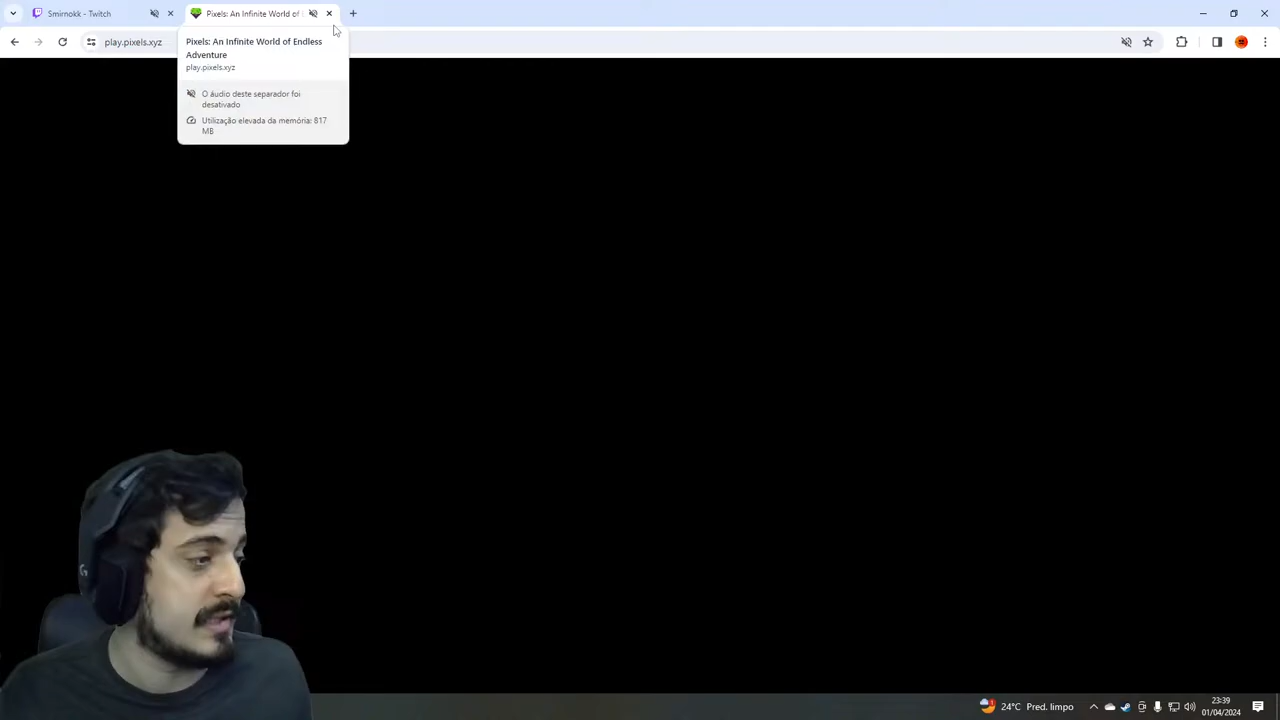 Smirokk - Twitch
Pixels: An Infinite World of
play.pixels.xyz
Pixels: An Infinite World of Endless
Adventure
play.pixels.xyz
O áudio deste separador foi
desativado
Utilização elevada da memória: 817
MB
24°C Pred. limpo
23:39
01/04/2024